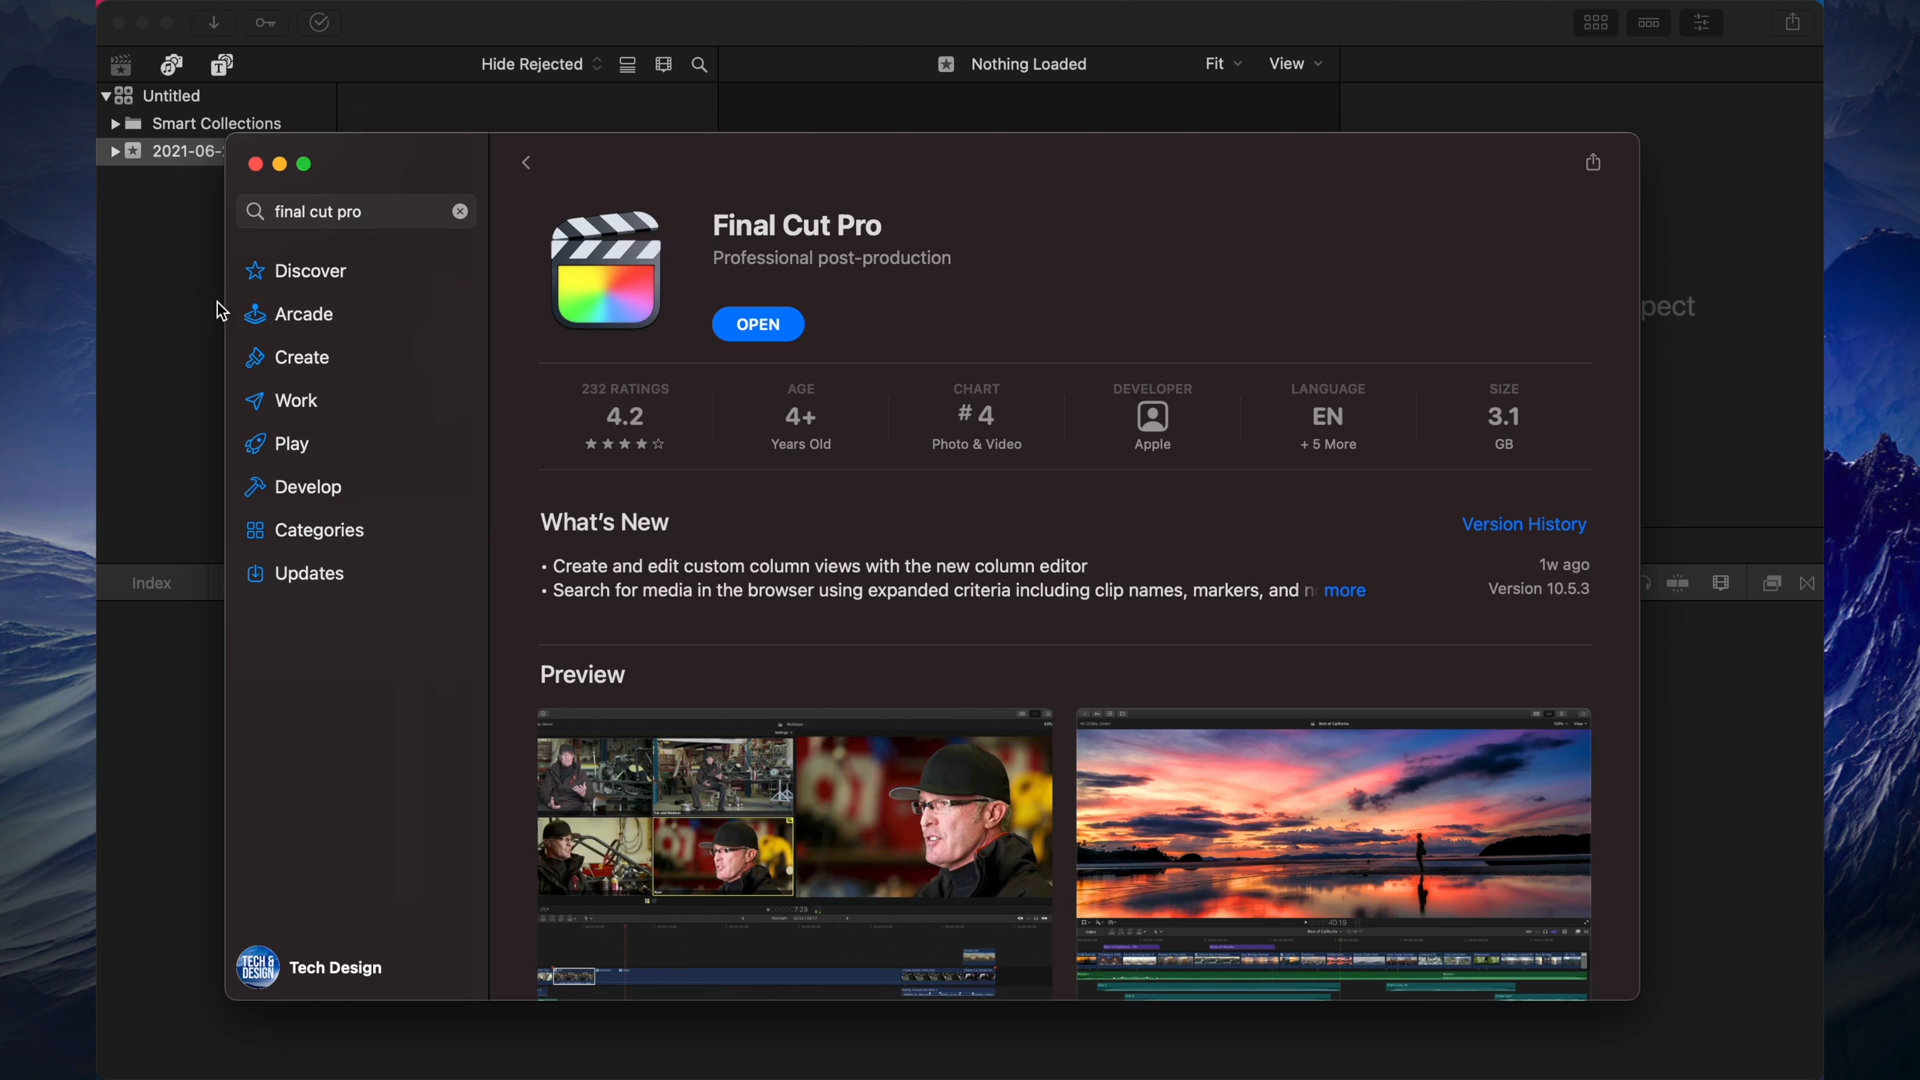 Hide Rejected
Nothing Loaded
Fit
View
Untitled
Smart Collections
2021-06-
final cut pro
Discover
Arcade
Create
Work
Play
Develop
Categories
Updates
TECH &
DESIGN
Tech Design
Final Cut Pro
Professional post-production
OPEN
232 RATINGS
4.2
★★★★☆
AGE
4+
Years Old
CHART
#4
Photo & Video
DEVELOPER
Apple
LANGUAGE
EN
+ 5 More
SIZE
3.1
GB
What's New
Version History
• Create and edit custom column views with the new column editor
• Search for media in the browser using expanded criteria including clip names, markers, and more
1w ago
Version 10.5.3
Preview
pect
Index